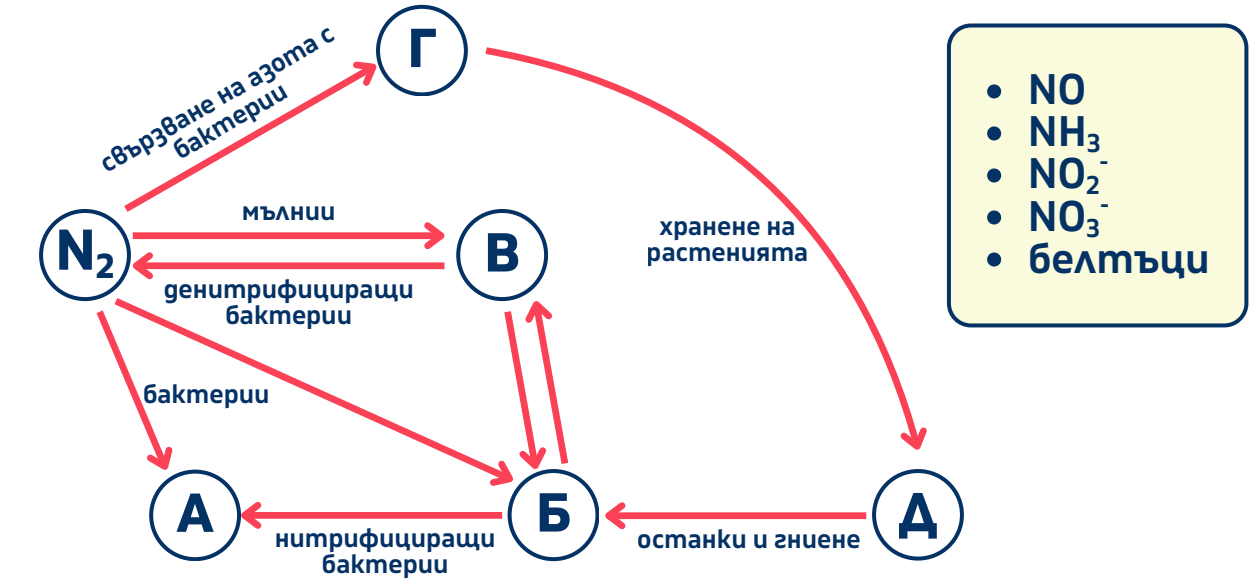 Г
свързване на азота с
бактерии
N₂
мълнии
В
денитрифициращи
бактерии
хранене на
растенията
бактерии
А
нитрифициращи
бактерии
Б
останки и гниене
Д
• NO
• NH₃
• NO₂⁻
• NO₃⁻
• белтъци